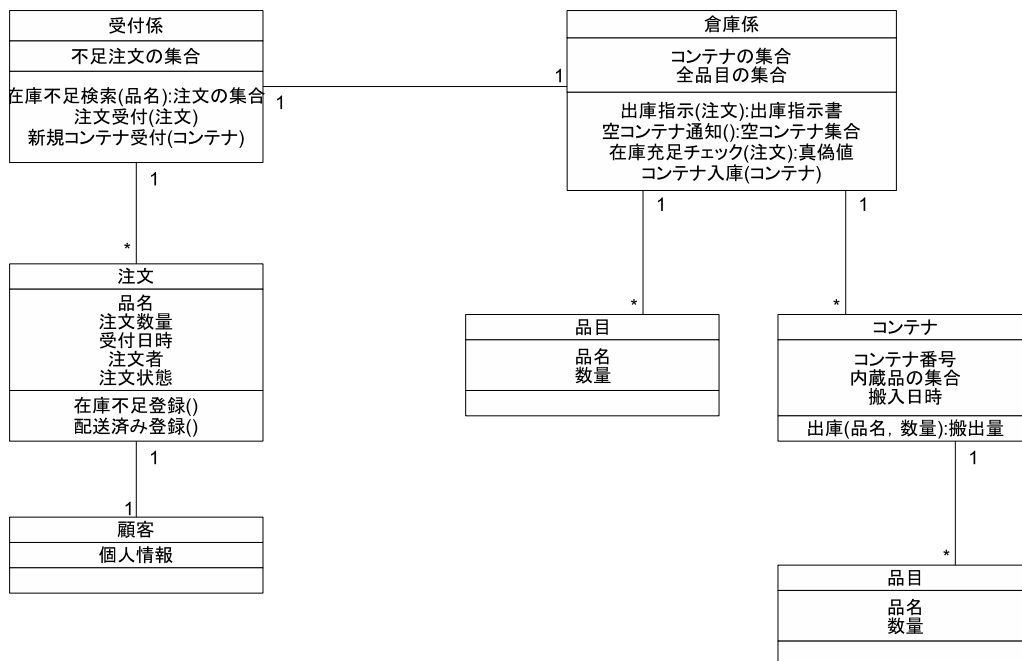 受付係
不足注文の集合
在庫不足検索(品名):注文の集合
注文受付(注文)
新規コンテナ受付(コンテナ)
1
1
倉庫係
コンテナの集合
全品目の集合
出庫指示(注文):出庫指示書
空コンテナ通知():空コンテナ集合
在庫充足チェック(注文):真偽値
コンテナ入庫(コンテナ)
1
*
注文
品名
注文数量
受付日時
注文者
注文状態
在庫不足登録()
配送済み登録()
1
1
顧客
個人情報
1
*
品目
品名
数量
1
*
コンテナ
コンテナ番号
内蔵品の集合
搬入日時
出庫(品名, 数量):搬出量
1
*
品目
品名
数量